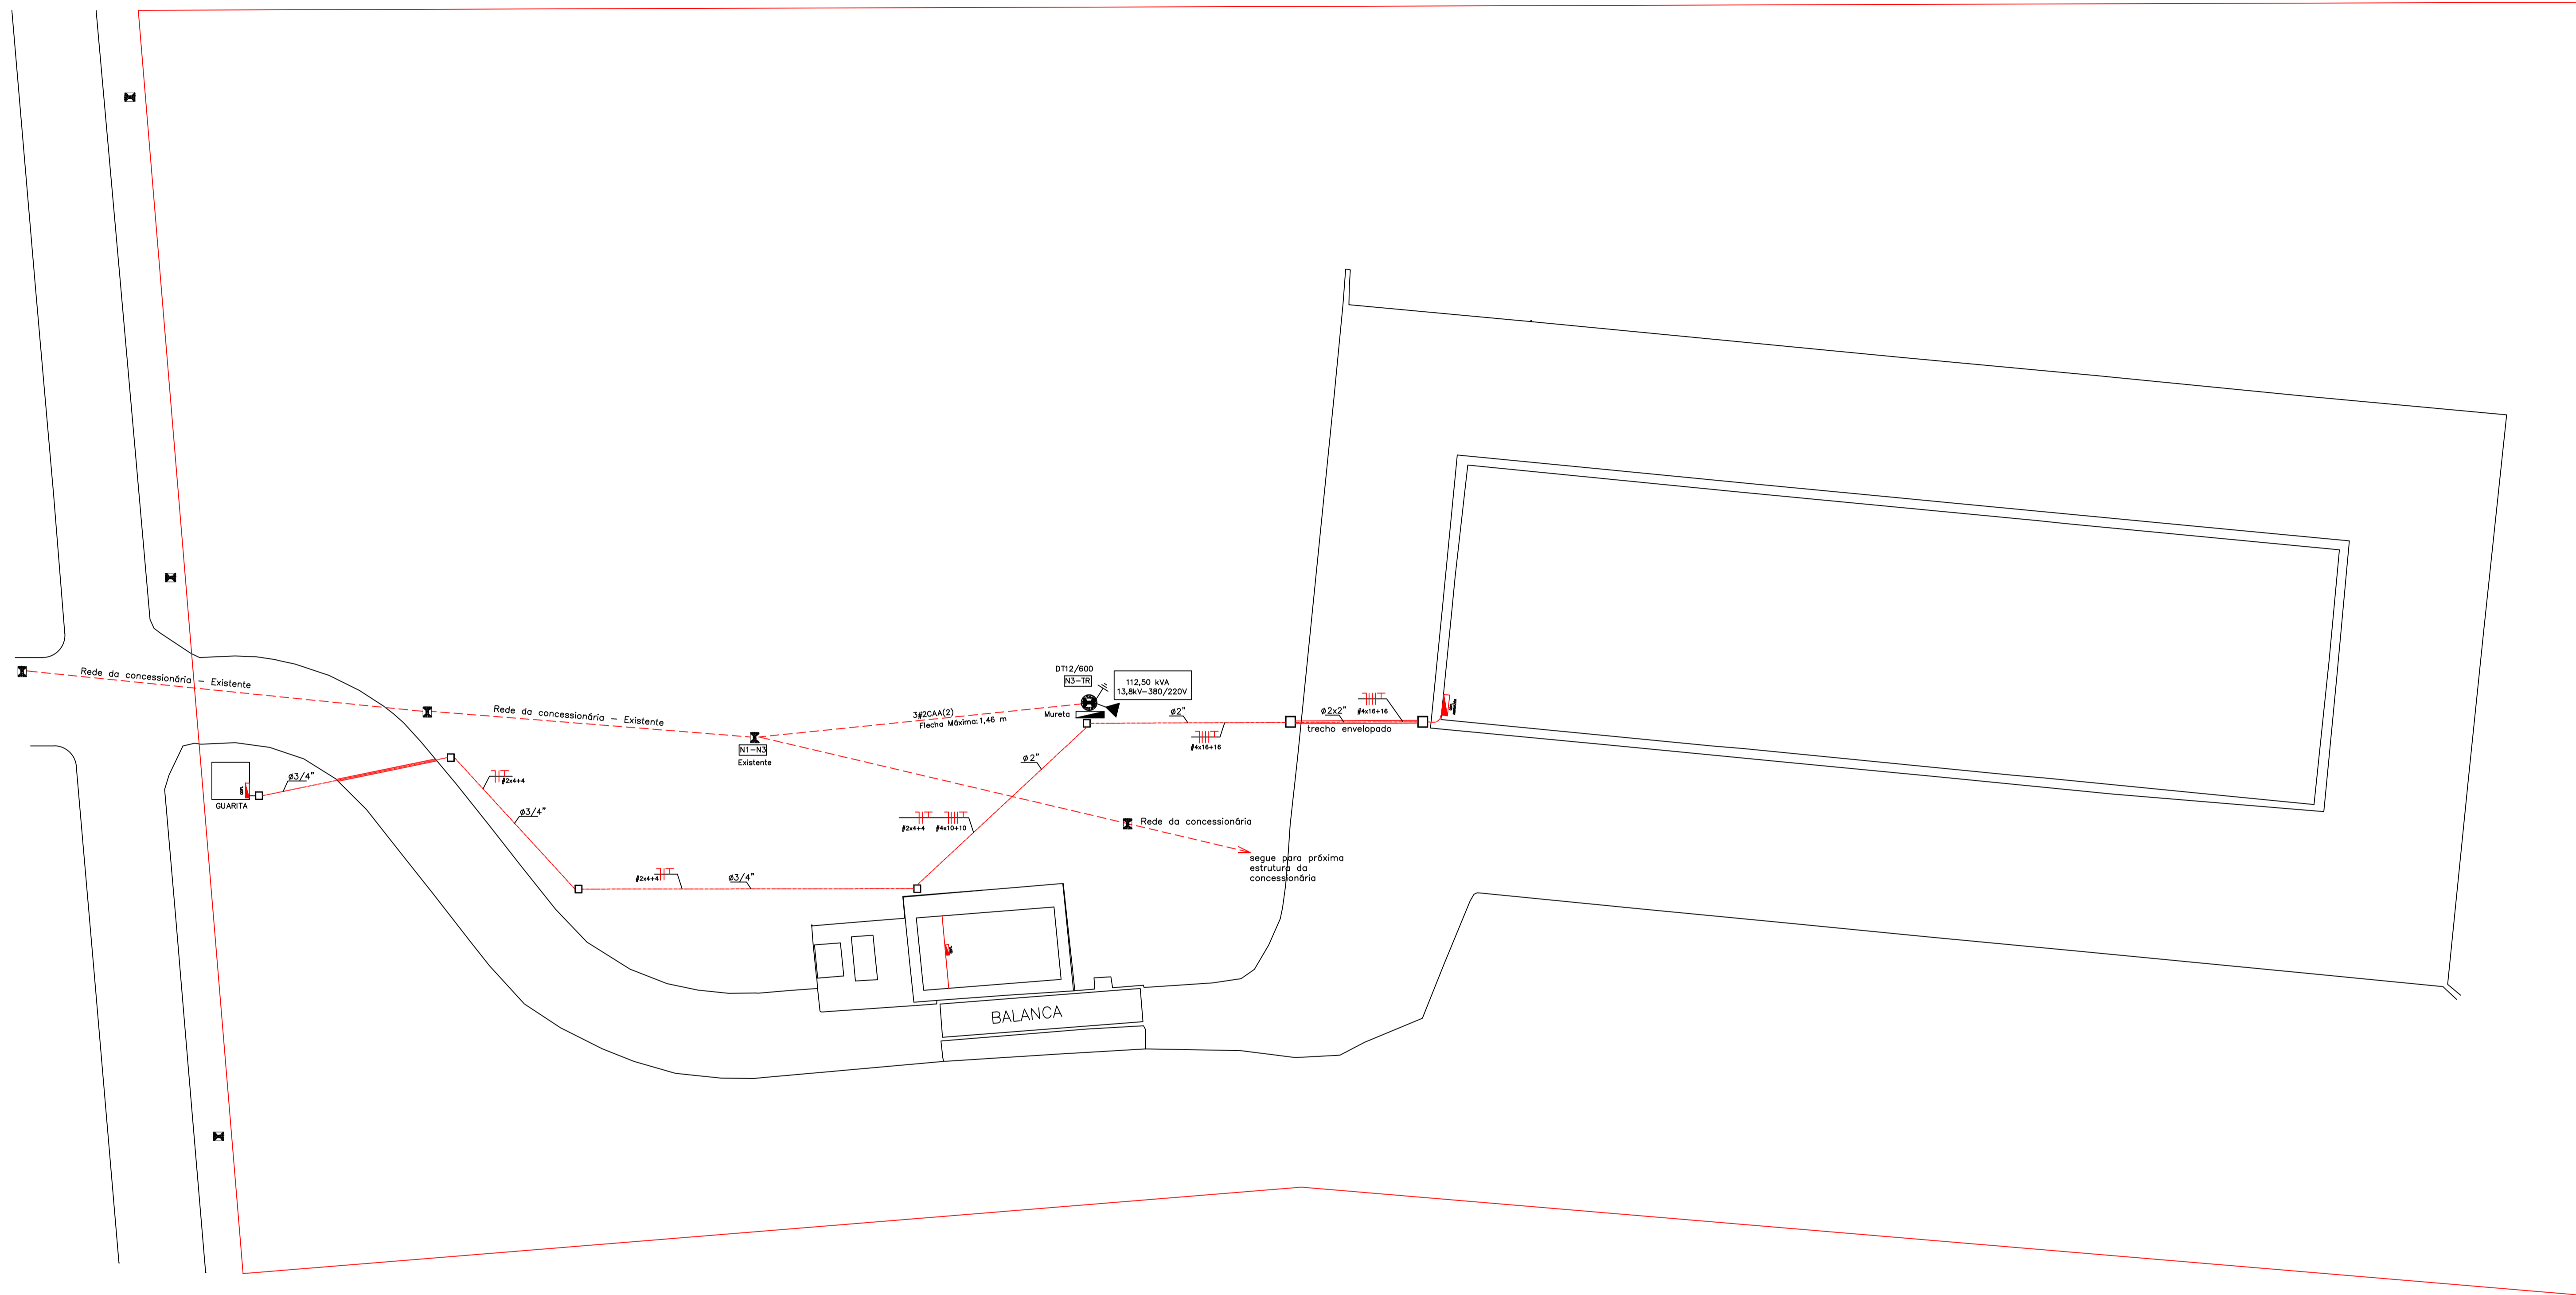 Rede da concessionária – Existente
Rede da concessionária – Existente
DT12/600
N3-TR
112,50 kVA
13,8kV-380/220V
Mureta
3#2CAA(2)
Flecha Máxima:1,46 m
N1-N3
Existente
ø2"
#4x16+16
ø2x2"
trecho envelopado
#4x16+16
ø2"
ø3/4"
GUARITA
#2x4+4
ø3/4"
#2x4+4
#4x10+10
#2x4+4
ø3/4"
Rede da concessionária
segue para próxima
estrutura da
concessionária
BALANCA